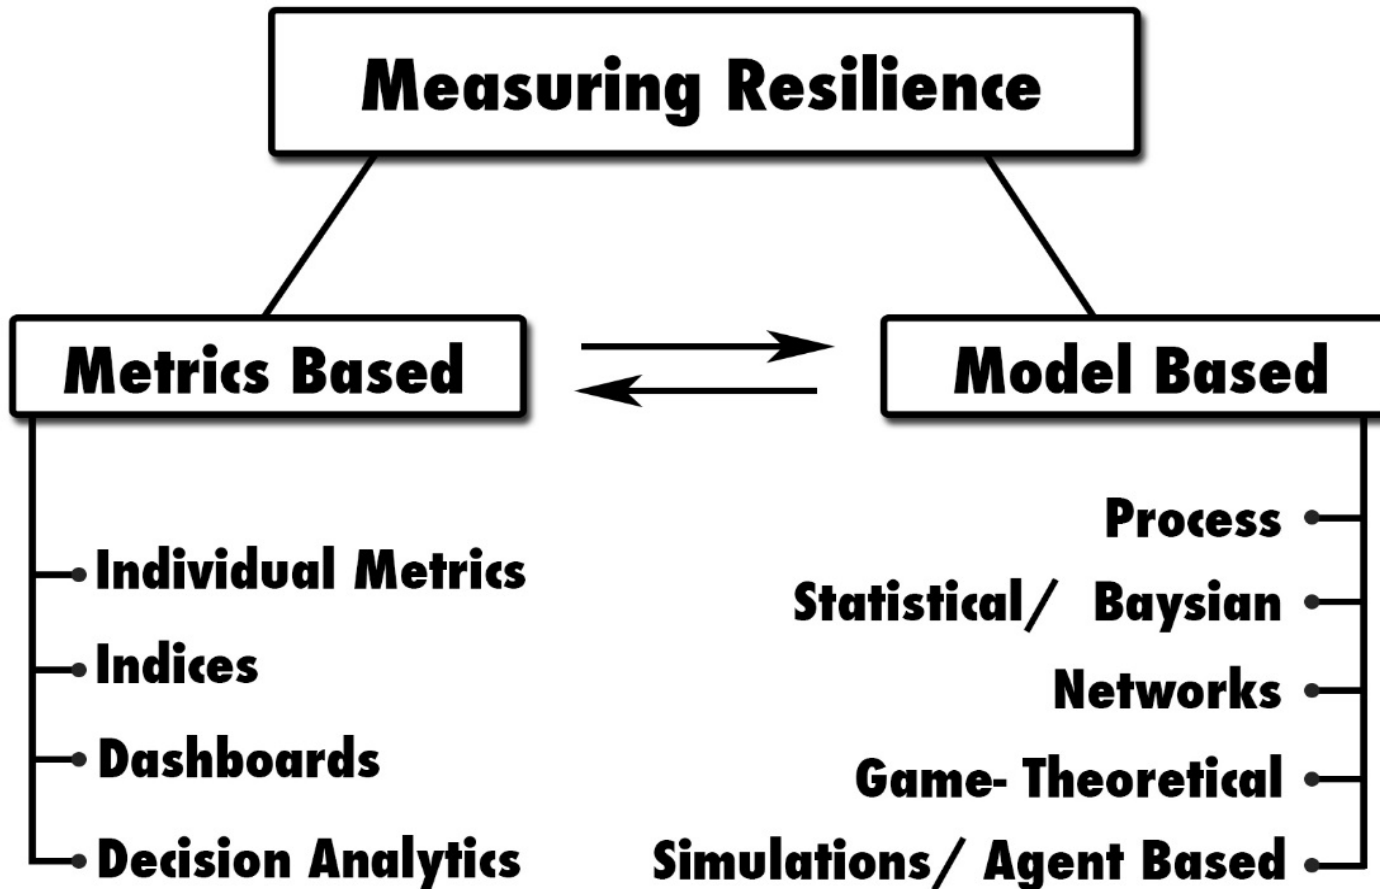 Measuring Resilience
Metrics Based
Model Based
Individual Metrics
Indices
Dashboards
Decision Analytics
Process
Statistical/ Baysian
Networks
Game- Theoretical
Simulations/ Agent Based